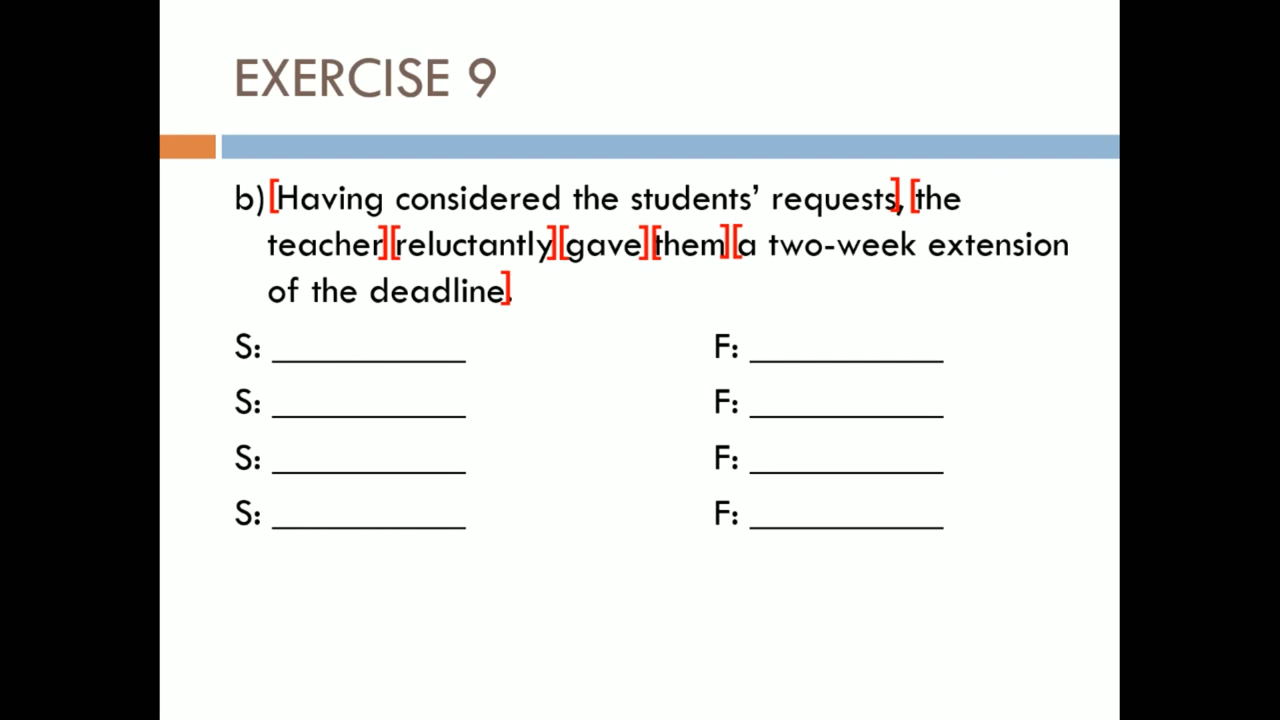 EXERCISE 9
b)[Having considered the students’ requests], [the
teacher][reluctantly][gave][them][a two-week extension
of the deadline].
S: ____________ F: ____________
S: ____________ F: ____________
S: ____________ F: ____________
S: ____________ F: ____________